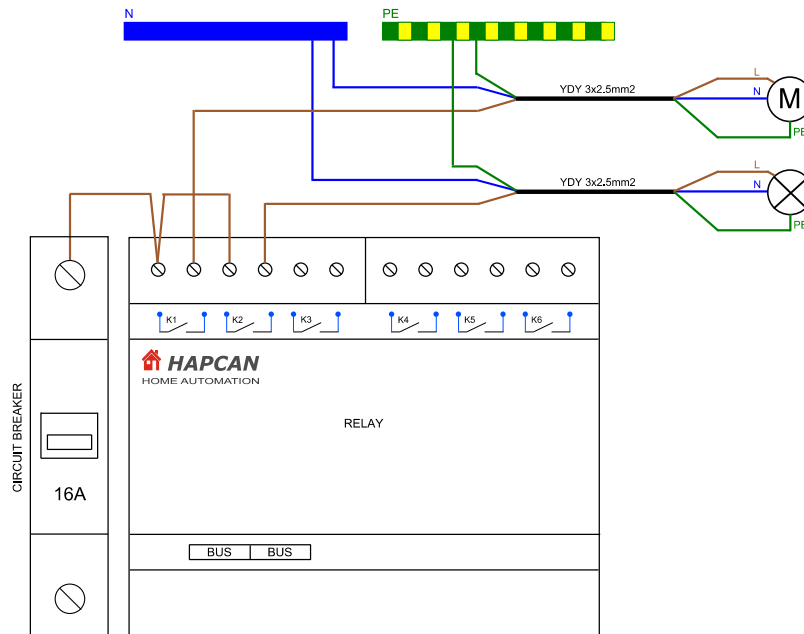 N
PE
YDY 3x2.5mm2
L
N
M
PE
YDY 3x2.5mm2
L
N
PE
K1
K2
K3
K4
K5
K6
HAPCAN
HOME AUTOMATION
RELAY
CIRCUIT BREAKER
16A
BUS
BUS